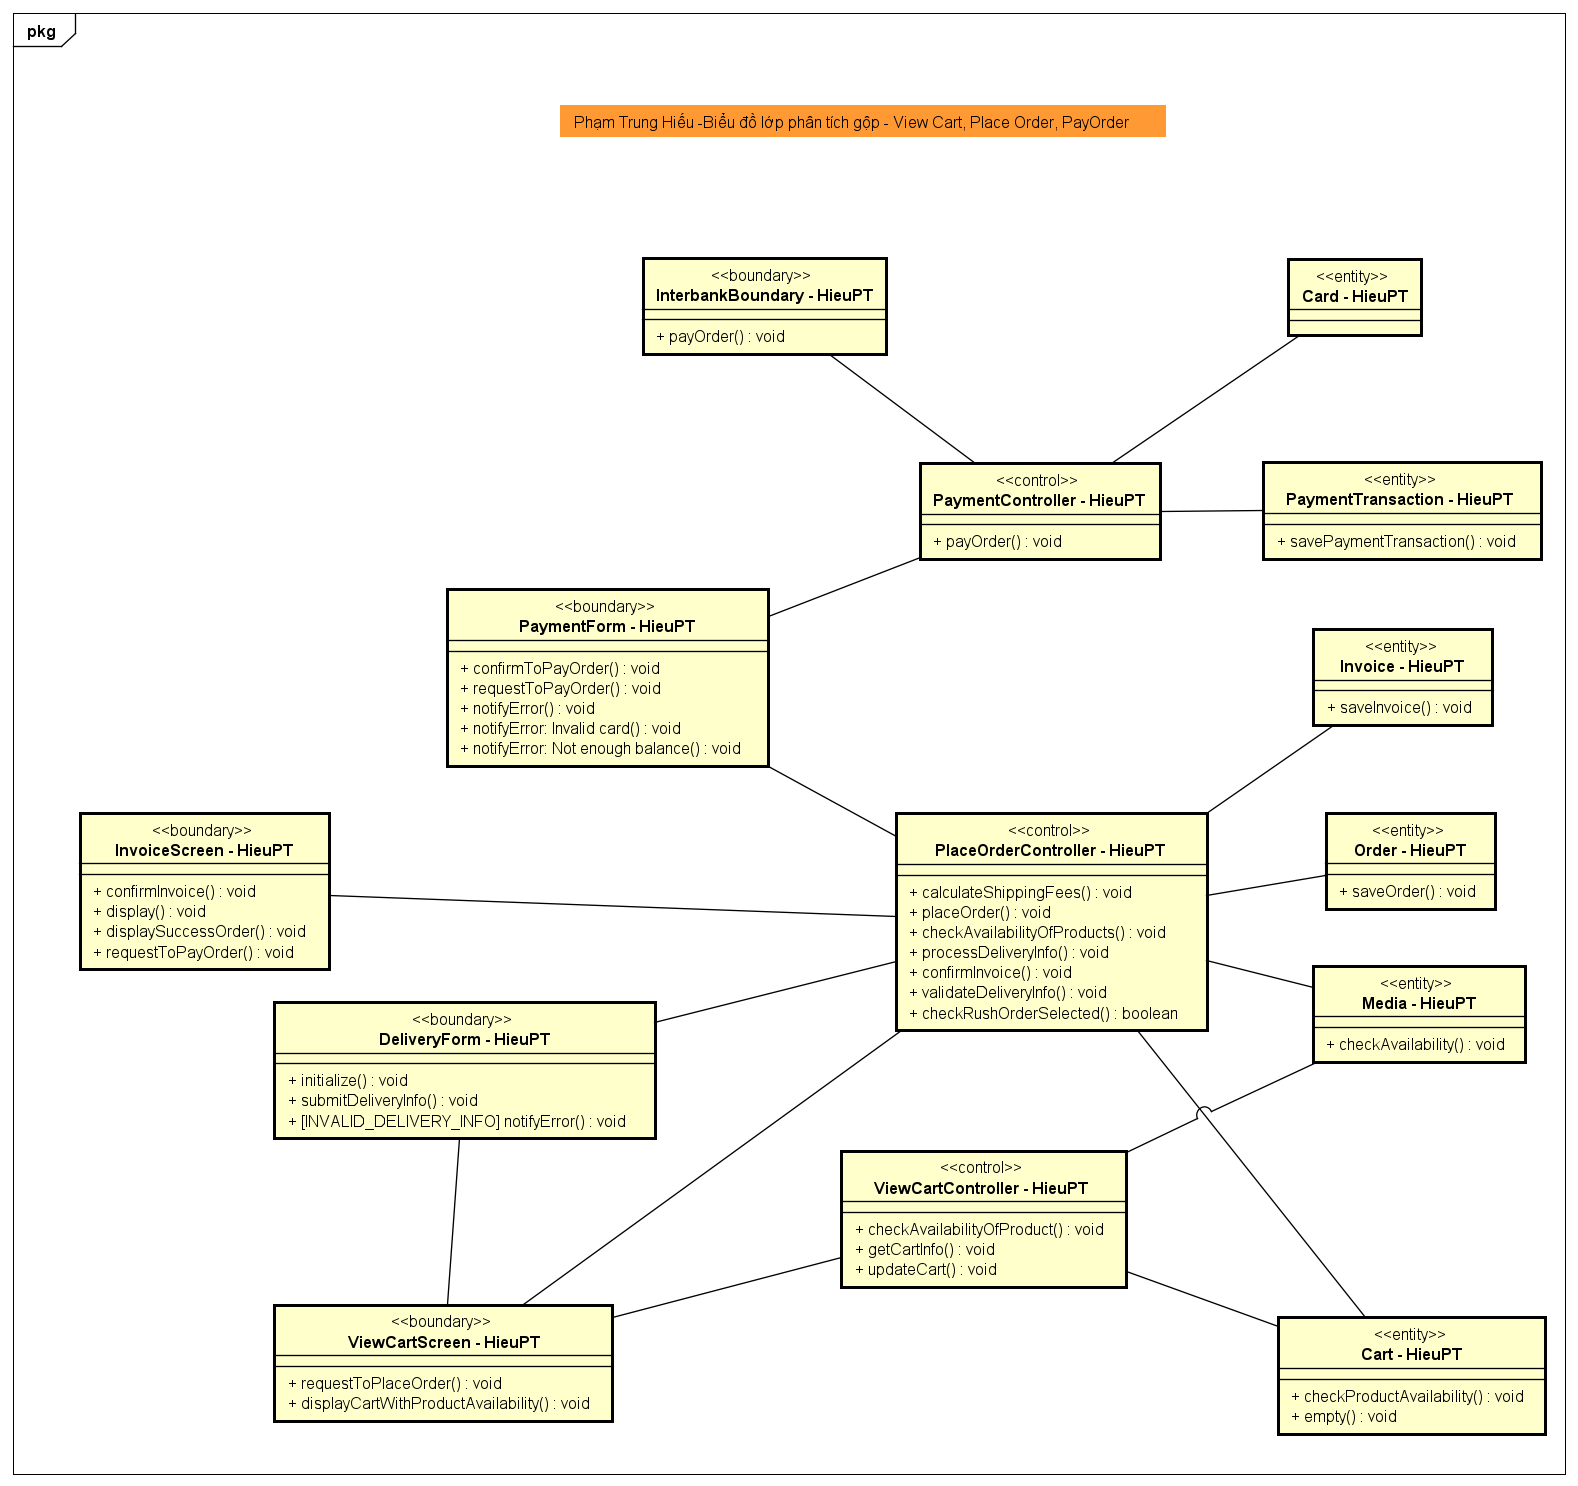 pkg
Phạm Trung Hiếu -Biểu đồ lớp phân tích gộp - View Cart, Place Order, PayOrder
<<boundary>>
InterbankBoundary - HieuPT
+ payOrder() : void
<<entity>>
Card - HieuPT
<<control>>
PaymentController - HieuPT
+ payOrder() : void
<<entity>>
PaymentTransaction - HieuPT
+ savePaymentTransaction() : void
<<boundary>>
PaymentForm - HieuPT
+ confirmToPayOrder() : void
+ requestToPayOrder() : void
+ notifyError() : void
+ notifyError: Invalid card() : void
+ notifyError: Not enough balance() : void
<<entity>>
Invoice - HieuPT
+ saveInvoice() : void
<<boundary>>
InvoiceScreen - HieuPT
+ confirmInvoice() : void
+ display() : void
+ displaySuccessOrder() : void
+ requestToPayOrder() : void
<<control>>
PlaceOrderController - HieuPT
+ calculateShippingFees() : void
+ placeOrder() : void
+ checkAvailabilityOfProducts() : void
+ processDeliveryInfo() : void
+ confirmInvoice() : void
+ validateDeliveryInfo() : void
+ checkRushOrderSelected() : boolean
<<entity>>
Order - HieuPT
+ saveOrder() : void
<<entity>>
Media - HieuPT
+ checkAvailability() : void
<<boundary>>
DeliveryForm - HieuPT
+ initialize() : void
+ submitDeliveryInfo() : void
+ [INVALID_DELIVERY_INFO] notifyError() : void
<<control>>
ViewCartController - HieuPT
+ checkAvailabilityOfProduct() : void
+ getCartInfo() : void
+ updateCart() : void
<<boundary>>
ViewCartScreen - HieuPT
+ requestToPlaceOrder() : void
+ displayCartWithProductAvailability() : void
<<entity>>
Cart - HieuPT
+ checkProductAvailability() : void
+ empty() : void